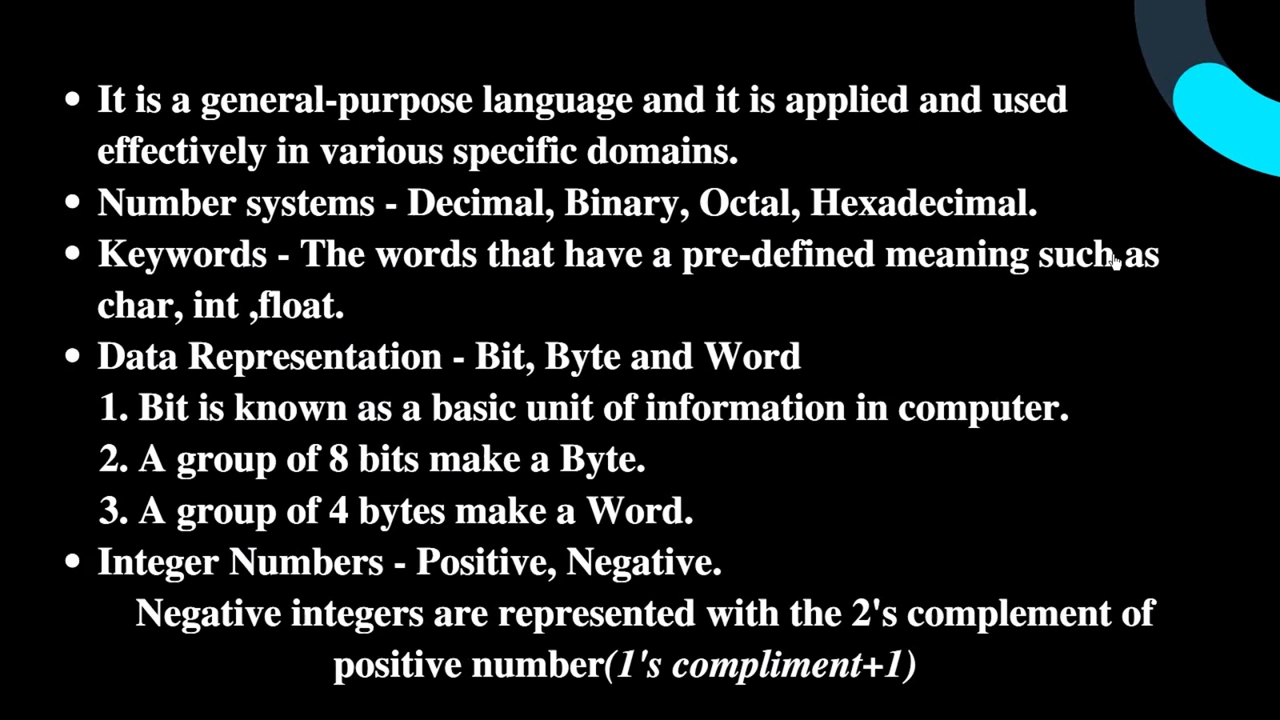 • It is a general-purpose language and it is applied and used
effectively in various specific domains.
• Number systems - Decimal, Binary, Octal, Hexadecimal.
• Keywords - The words that have a pre-defined meaning such as
char, int ,float.
• Data Representation - Bit, Byte and Word
1. Bit is known as a basic unit of information in computer.
2. A group of 8 bits make a Byte.
3. A group of 4 bytes make a Word.
• Integer Numbers - Positive, Negative.
Negative integers are represented with the 2's complement of
positive number(1's compliment+1)